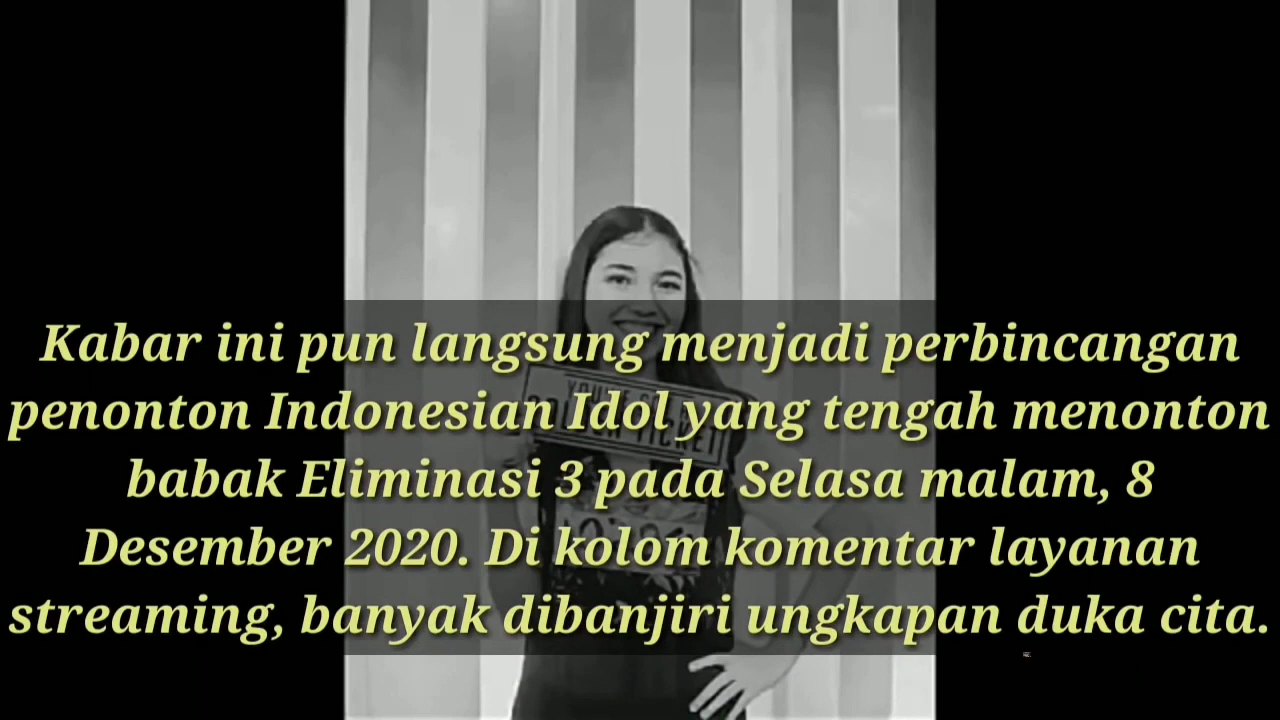 Kabar ini pun langsung menjadi perbincangan
penonton Indonesian Idol yang tengah menonton
babak Eliminasi 3 pada Selasa malam, 8
Desember 2020. Di kolom komentar layanan
streaming, banyak dibanjiri ungkapan duka cita.
TICKET